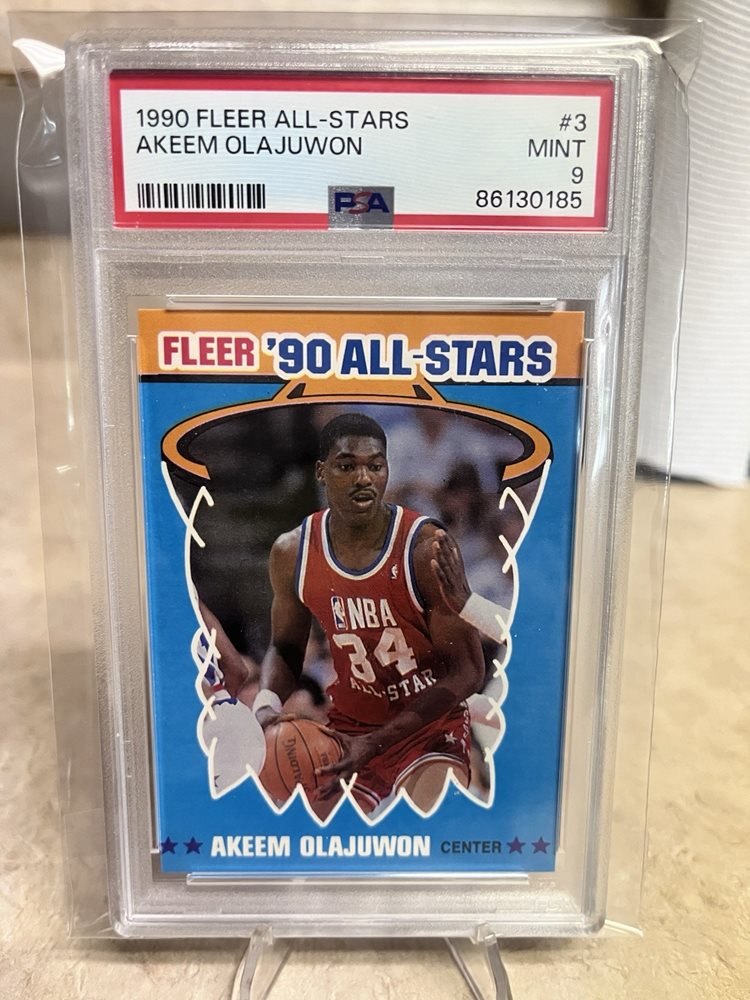 1990 FLEER ALL-STARS #3
AKEEM OLAJUWON MINT
9
PSA 86130185
FLEER '90 ALL-STARS
NBA
34
ALL-STAR
AKEEM OLAJUWON CENTER